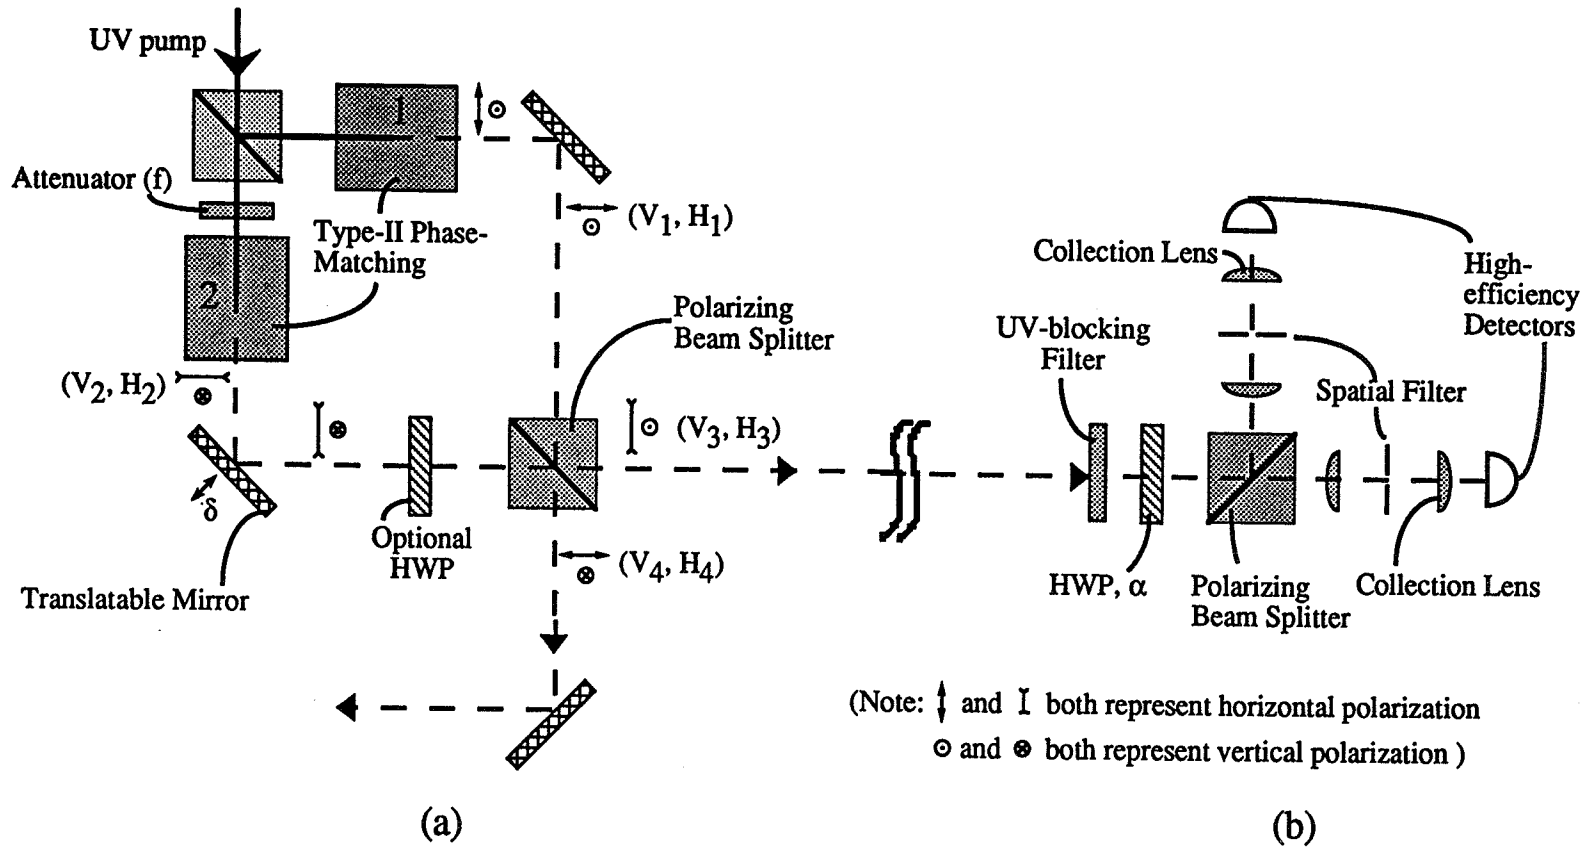 UV pump
1
Attenuator (f)
(V1, H1)
Type-II Phase-
Matching
2
Collection Lens
High-
efficiency
Detectors
Polarizing
Beam Splitter
UV-blocking
Filter
(V2, H2)
Spatial Filter
(V3, H3)
δ
Optional
HWP
(V4, H4)
Translatable Mirror
HWP, α
Polarizing
Beam Splitter
Collection Lens
(Note: and both represent horizontal polarization
and both represent vertical polarization )
(a)
(b)